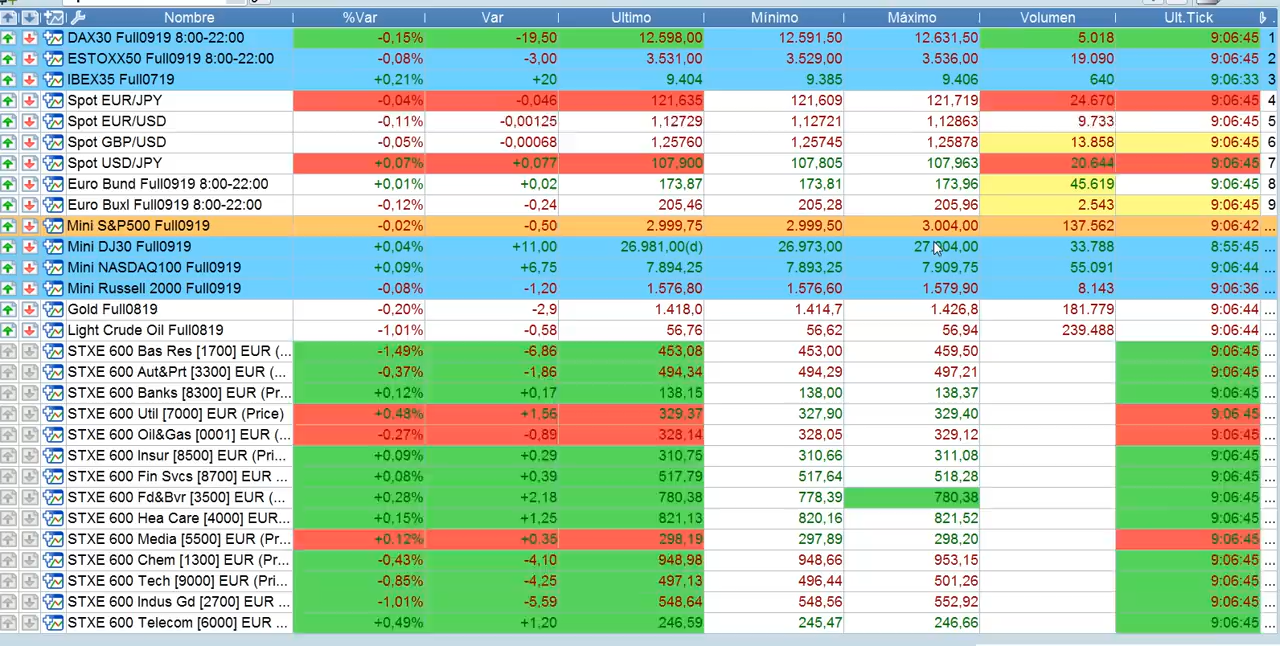 Nombre %Var Var Ultimo Mínimo Máximo Volumen Ult.Tick
DAX30 Full0919 8:00-22:00 -0,15% -19,50 12.598,00 12.591,50 12.631,50 5.018 9:06:45 1
ESTOXX50 Full0919 8:00-22:00 -0,08% -3,00 3.531,00 3.529,00 3.536,00 19.090 9:06:45 2
IBEX35 Full0719 +0,21% +20 9.404 9.385 9.406 640 9:06:33 3
Spot EUR/JPY -0,04% -0,046 121,635 121,609 121,719 24.670 9:06:45 4
Spot EUR/USD -0,11% -0,00125 1,12729 1,12721 1,12863 9.733 9:06:45 5
Spot GBP/USD -0,05% -0,00068 1,25760 1,25745 1,25878 13.858 9:06:45 6
Spot USD/JPY +0,07% +0,077 107,900 107,805 107,963 20.644 9:06:45 7
Euro Bund Full0919 8:00-22:00 +0,01% +0,02 173,87 173,81 173,96 45.619 9:06:45 8
Euro Buxl Full0919 8:00-22:00 -0,12% -0,24 205,46 205,28 205,96 2.543 9:06:45 9
Mini S&P500 Full0919 -0,02% -0,50 2.999,75 2.999,50 3.004,00 137.562 9:06:42 ...
Mini DJ30 Full0919 +0,04% +11,00 26.981,00(d) 26.973,00 33.788 8:55:45 ...
Mini NASDAQ100 Full0919 +0,09% +6,75 7.894,25 7.893,25 7.909,75 55.091 9:06:44 ...
Mini Russell 2000 Full0919 -0,08% -1,20 1.576,80 1.576,60 1.579,90 8.143 9:06:36 ...
Gold Full0819 -0,20% -2,9 1.418,0 1.414,7 1.426,8 181.779 9:06:44 ...
Light Crude Oil Full0819 -1,01% -0,58 56,76 56,62 56,94 239.488 9:06:44 ...
STXE 600 Bas Res [1700] EUR (... -1,49% -6,86 453,08 453,00 459,50 9:06:45 ...
STXE 600 Aut&Prt [3300] EUR (... -0,37% -1,86 494,34 494,29 497,21 9:06:45 ...
STXE 600 Banks [8300] EUR (Pr... +0,12% +0,17 138,15 138,00 138,37 9:06:45 ...
STXE 600 Util [7000] EUR (Price) +0,48% +1,56 329,37 327,90 329,40 9:06:45 ...
STXE 600 Oil&Gas [0001] EUR (... -0,27% -0,89 328,14 328,05 329,12 9:06:45 ...
STXE 600 Insur [8500] EUR (Pri... +0,09% +0,29 310,75 310,66 311,08 9:06:45 ...
STXE 600 Fin Svcs [8700] EUR ... +0,08% +0,39 517,79 517,64 518,28 9:06:45 ...
STXE 600 Fd&Bvr [3500] EUR (... +0,28% +2,18 780,38 778,39 780,38 9:06:45 ...
STXE 600 Hea Care [4000] EUR... +0,15% +1,25 821,13 820,16 821,52 9:06:45 ...
STXE 600 Media [5500] EUR (Pr... +0,12% +0,35 298,19 297,89 298,20 9:06:45 ...
STXE 600 Chem [1300] EUR (Pr... -0,43% -4,10 948,98 948,66 953,15 9:06:45 ...
STXE 600 Tech [9000] EUR (Pri... -0,85% -4,25 497,13 496,44 501,26 9:06:45 ...
STXE 600 Indus Gd [2700] EUR ... -1,01% -5,59 548,64 548,56 552,92 9:06:45 ...
STXE 600 Telecom [6000] EUR ... +0,49% +1,20 246,59 245,47 246,66 9:06:45 ...